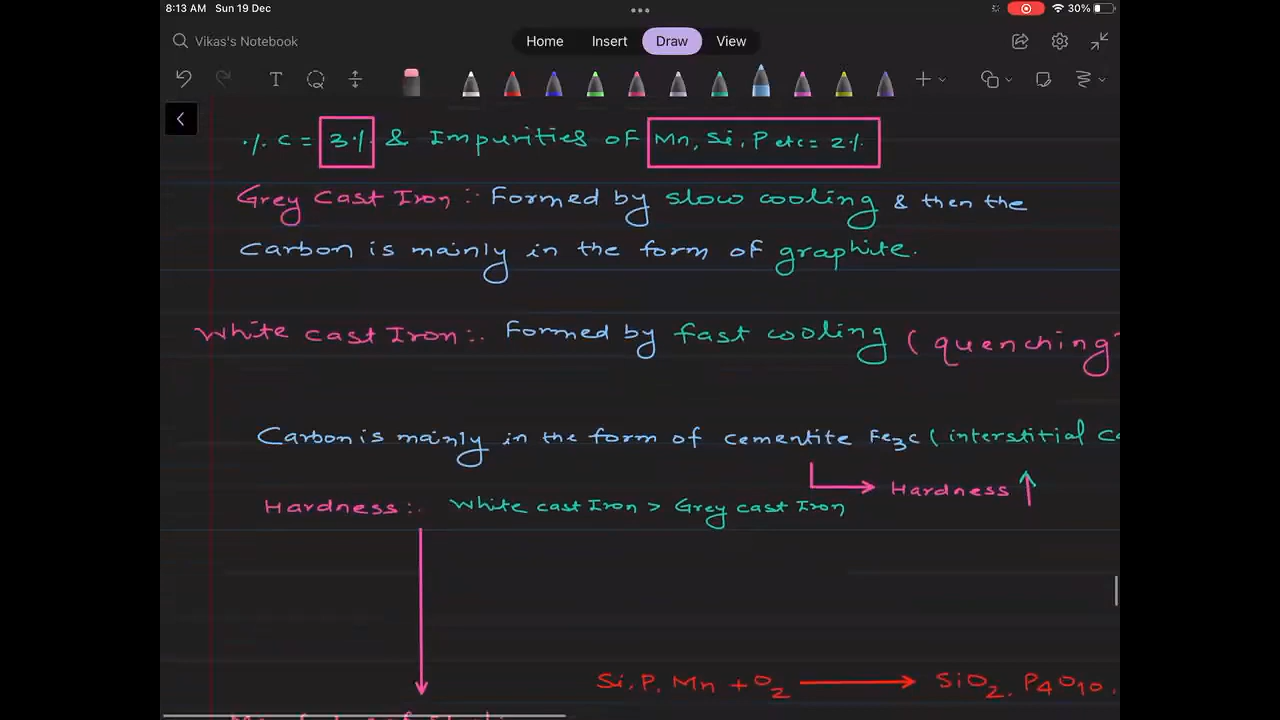 8:13 AM Sun 19 Dec
30%
Vikas's Notebook
Home Insert Draw View
% C = 3% & Impurities of Mn, Si, P etc = 2%
Grey Cast Iron :- Formed by slow cooling & then the
Carbon is mainly in the form of graphite.
White cast Iron :- Formed by fast cooling (quenching)
Carbon is mainly in the form of cementite Fe₃C (interstitial
Hardness ↑
Hardness :- White cast Iron > Grey cast Iron
Si, P, Mn + O₂ → SiO₂, P₄O₁₀,